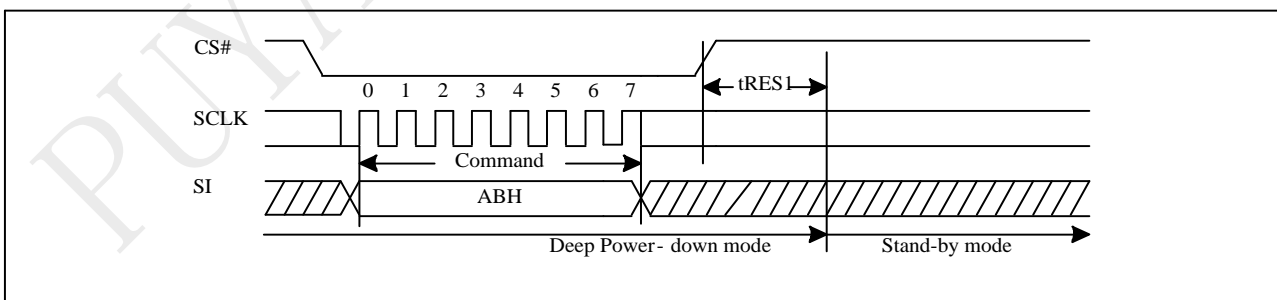 PUYA
CS#
tRES1
0 1 2 3 4 5 6 7
SCLK
Command
SI
ABH
Deep Power- down mode
Stand-by mode